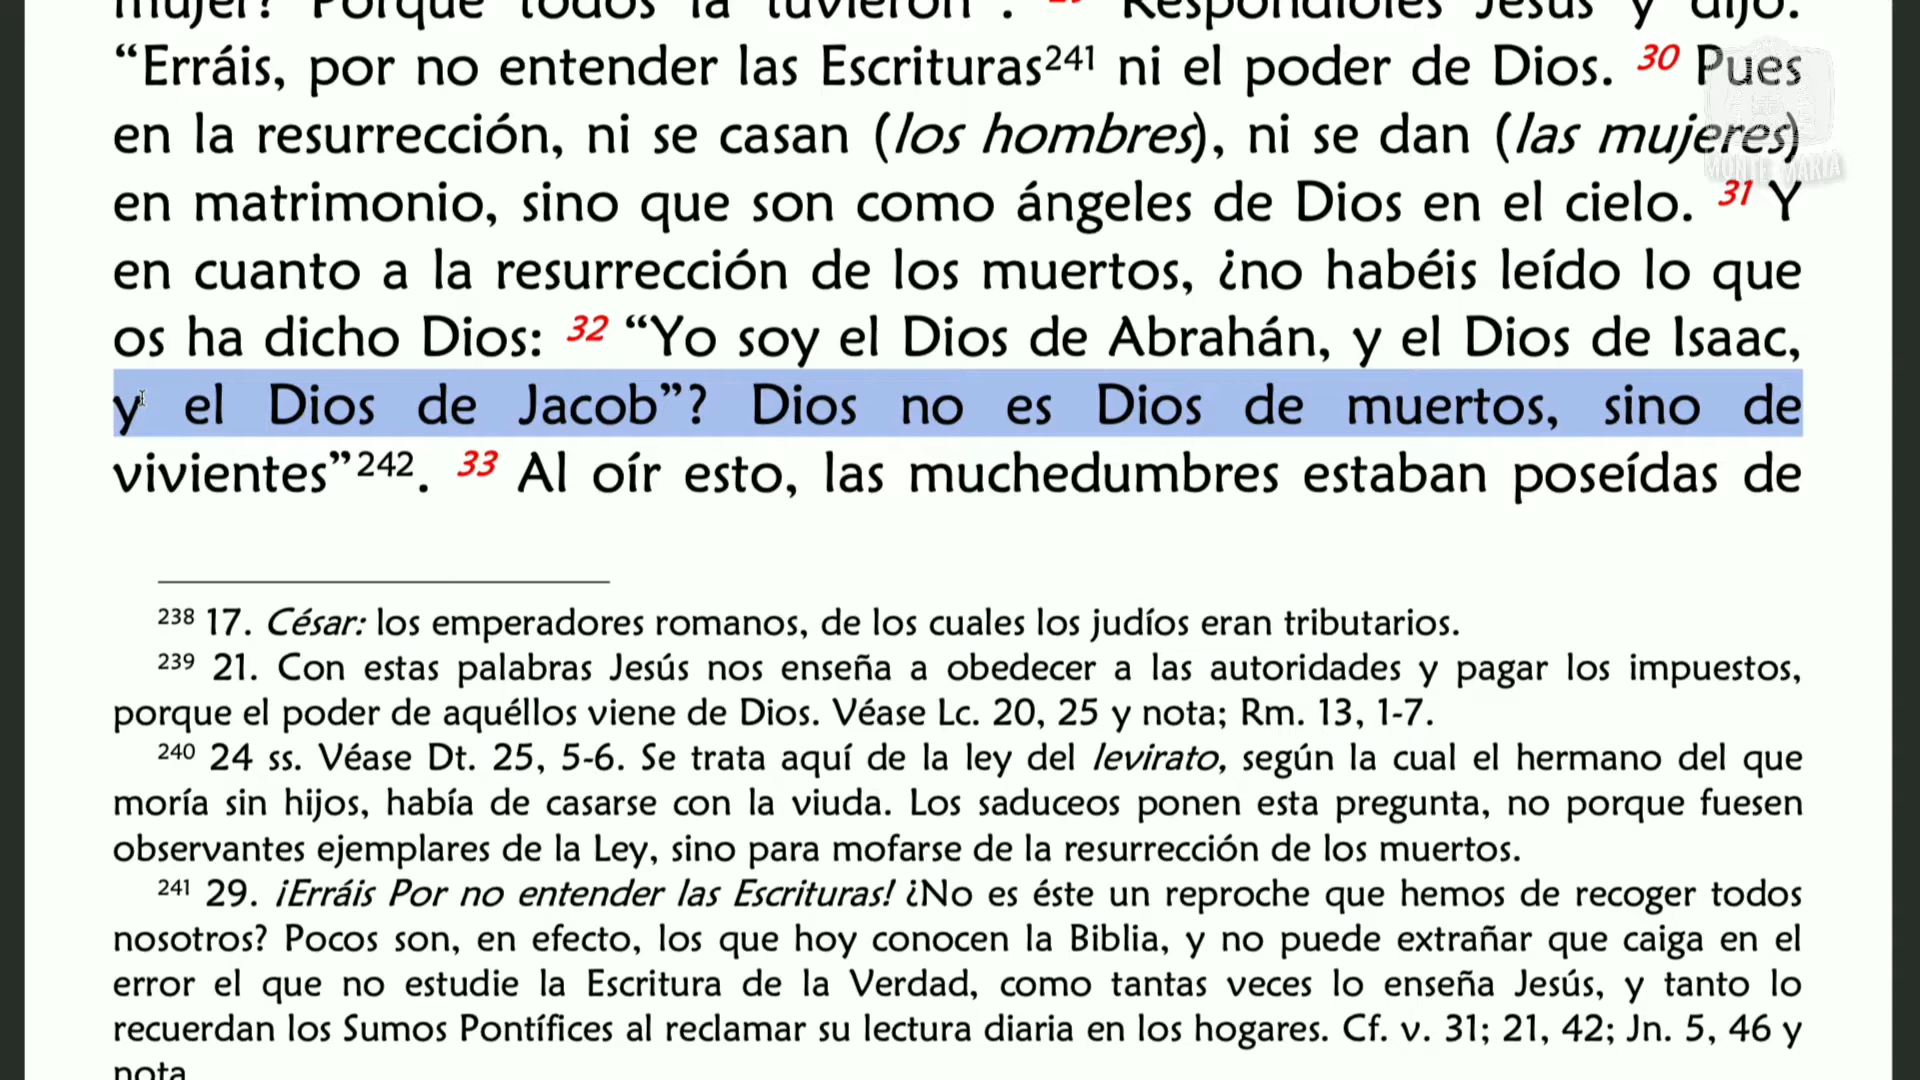 mujer? Porque todos la tuvieron”. 29 Respondióles Jesús y dijo:
“Erráis, por no entender las Escrituras241 ni el poder de Dios. 30 Pues
en la resurrección, ni se casan (los hombres), ni se dan (las mujeres)
en matrimonio, sino que son como ángeles de Dios en el cielo. 31 Y
en cuanto a la resurrección de los muertos, ¿no habéis leído lo que
os ha dicho Dios: 32 “Yo soy el Dios de Abrahán, y el Dios de Isaac,
y el Dios de Jacob”? Dios no es Dios de muertos, sino de
vivientes”242. 33 Al oír esto, las muchedumbres estaban poseídas de
238 17. César: los emperadores romanos, de los cuales los judíos eran tributarios.
239 21. Con estas palabras Jesús nos enseña a obedecer a las autoridades y pagar los impuestos,
porque el poder de aquéllos viene de Dios. Véase Lc. 20, 25 y nota; Rm. 13, 1-7.
240 24 ss. Véase Dt. 25, 5-6. Se trata aquí de la ley del levirato, según la cual el hermano del que
moría sin hijos, había de casarse con la viuda. Los saduceos ponen esta pregunta, no porque fuesen
observantes ejemplares de la Ley, sino para mofarse de la resurrección de los muertos.
241 29. ¡Erráis Por no entender las Escrituras! ¿No es éste un reproche que hemos de recoger todos
nosotros? Pocos son, en efecto, los que hoy conocen la Biblia, y no puede extrañar que caiga en el
error el que no estudie la Escritura de la Verdad, como tantas veces lo enseña Jesús, y tanto lo
recuerdan los Sumos Pontífices al reclamar su lectura diaria en los hogares. Cf. v. 31; 21, 42; Jn. 5, 46 y
nota
MONTE MARIA